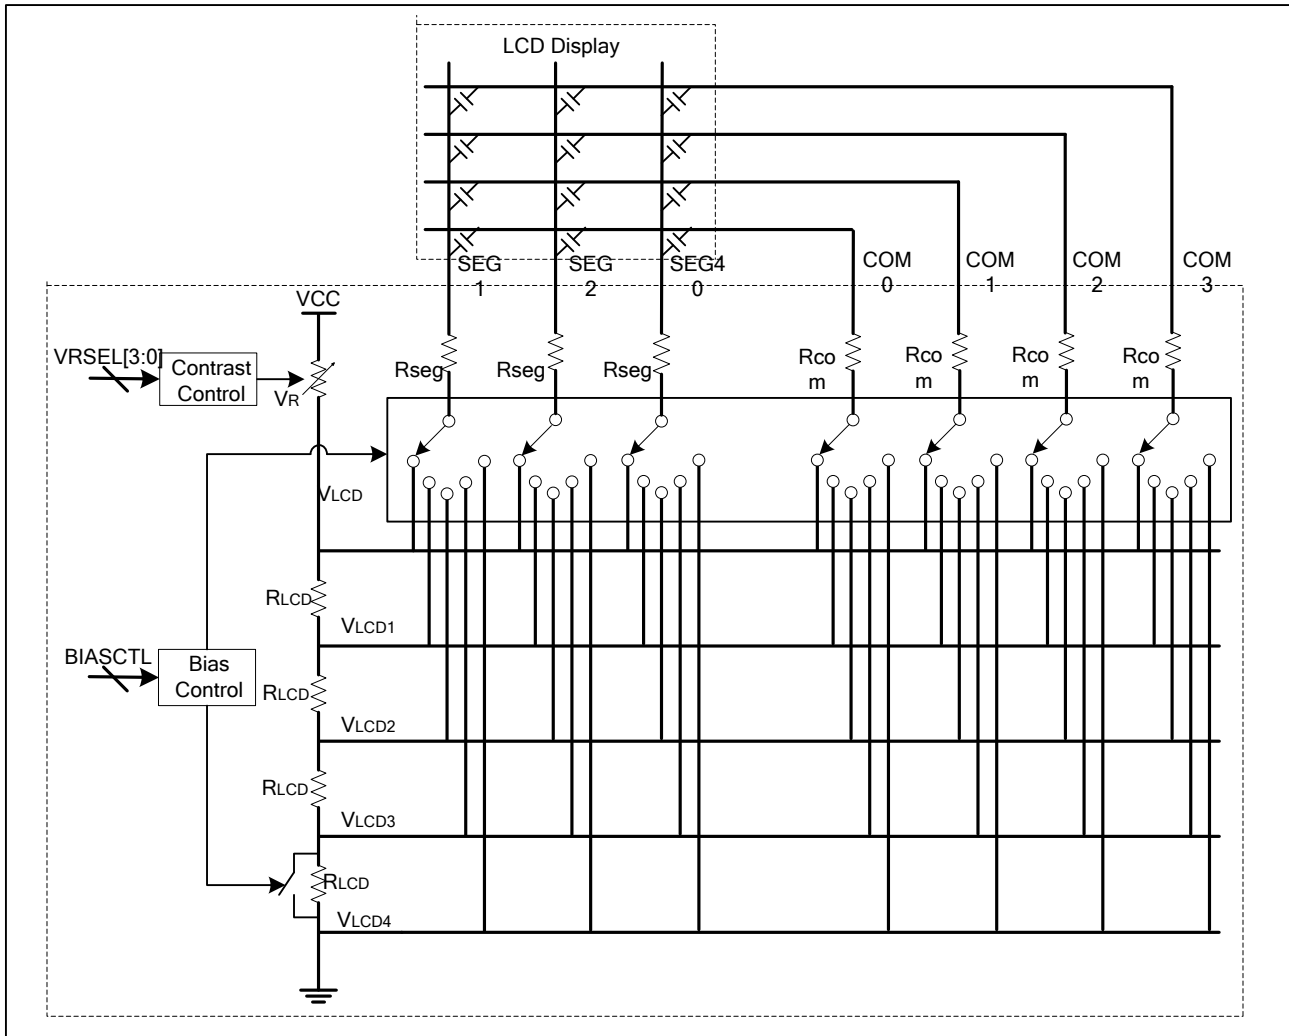 LCD Display
SEG
1
SEG
2
SEG4
0
COM
0
COM
1
COM
2
COM
3
VCC
VRSEL[3:0]
Contrast
Control
VR
Rseg
Rseg
Rseg
Rco
m
Rco
m
Rco
m
Rco
m
VLCD
RLCD
VLCD1
BIASCTL
Bias
Control
RLCD
VLCD2
RLCD
VLCD3
RLCD
VLCD4